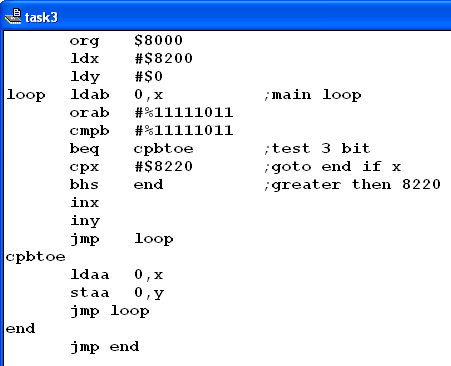 task3
org $8000
ldx #$8200
ldy #$0
loop ldab 0,x ;main loop
orab #%11111011
cmpb #%11111011
beq cpbtoe ;test 3 bit
cpx #$8220 ;goto end if x
bhs end ;greater then 8220
inx
iny
jmp loop
cpbtoe
ldaa 0,x
staa 0,y
jmp loop
end
jmp end